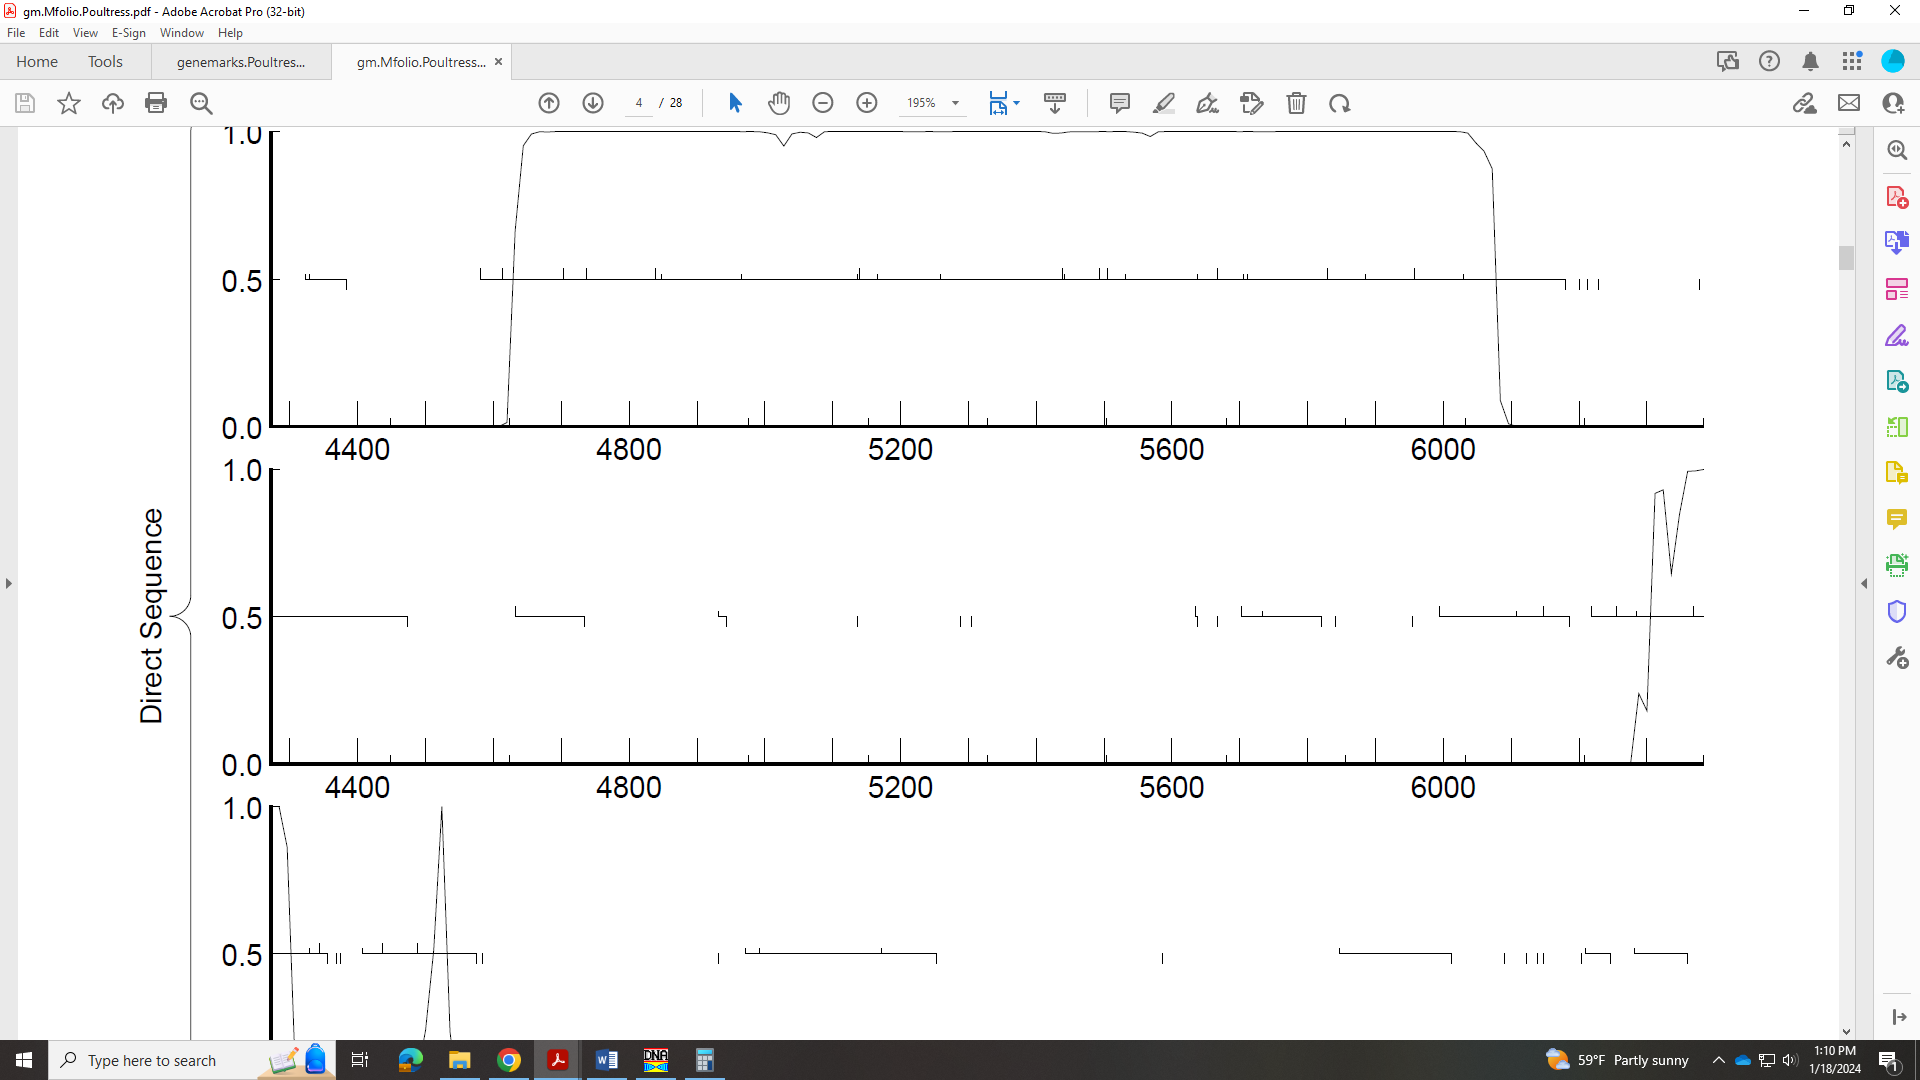 gm.Mfolio.Poultress.pdf - Adobe Acrobat Pro (32-bit)
File Edit View E-Sign Window Help
Home Tools genemarks.Poultres... gm.Mfolio.Poultress... ×
4 / 28 195%
Direct Sequence
1.0
0.5
0.0
4400 4800 5200 5600 6000
1.0
0.5
0.0
4400 4800 5200 5600 6000
1.0
0.5
Type here to search
DNA
59°F Partly sunny
1:10 PM
1/18/2024
1